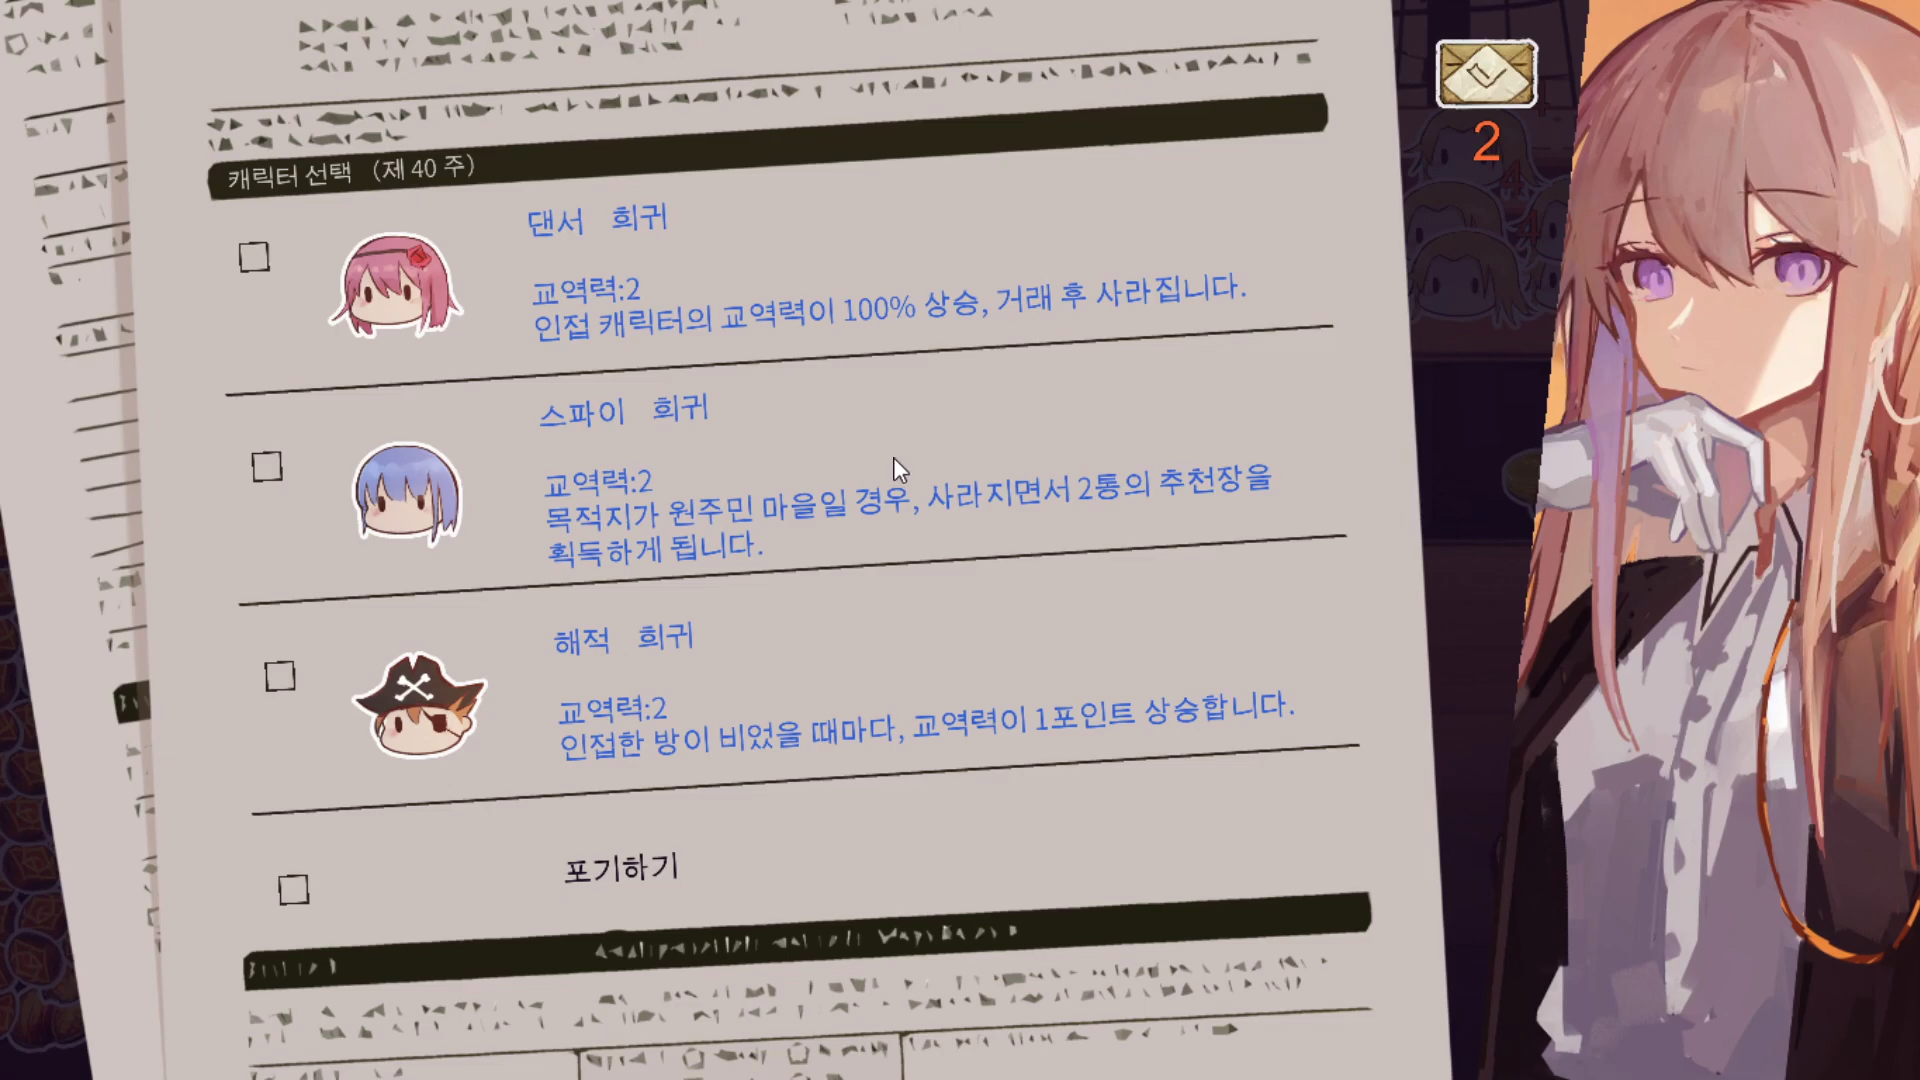 2
캐릭터 선택 (제 40 주)
댄서 희귀
교역력:2
인접 캐릭터의 교역력이 100% 상승, 거래 후 사라집니다.
스파이 희귀
교역력:2
목적지가 원주민 마을일 경우, 사라지면서 2통의 추천장을
획득하게 됩니다.
해적 희귀
교역력:2
인접한 방이 비었을 때마다, 교역력이 1포인트 상승합니다.
포기하기